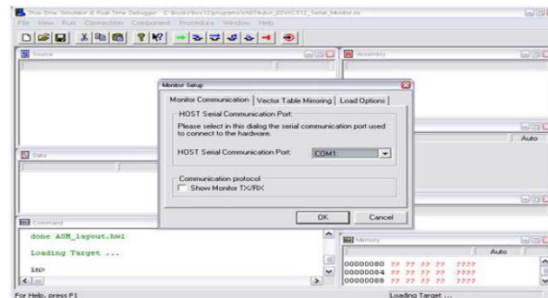 True-Time Simulator & Real-Time Debugger
File View Run Connection Component Procedure Window Help
Source
Assembly
Monitor Setup
Monitor Communication
Vector Table Mirroring
Load Options
HOST Serial Communication Port:
Please select in this dialog the serial communication port used
to connect to the hardware.
HOST Serial Communication Port:
COM1:
Auto
Data
Communication protocol
Show Monitor TX/RX
OK
Cancel
Command
done ASM_layout.hwl
Loading Target ...
in>
Memory
Auto
00000080 ?? ?? ?? ?? ????
00000084 ?? ?? ?? ?? ????
00000088 ?? ?? ?? ?? ????
For Help, press F1
Loading Target ...